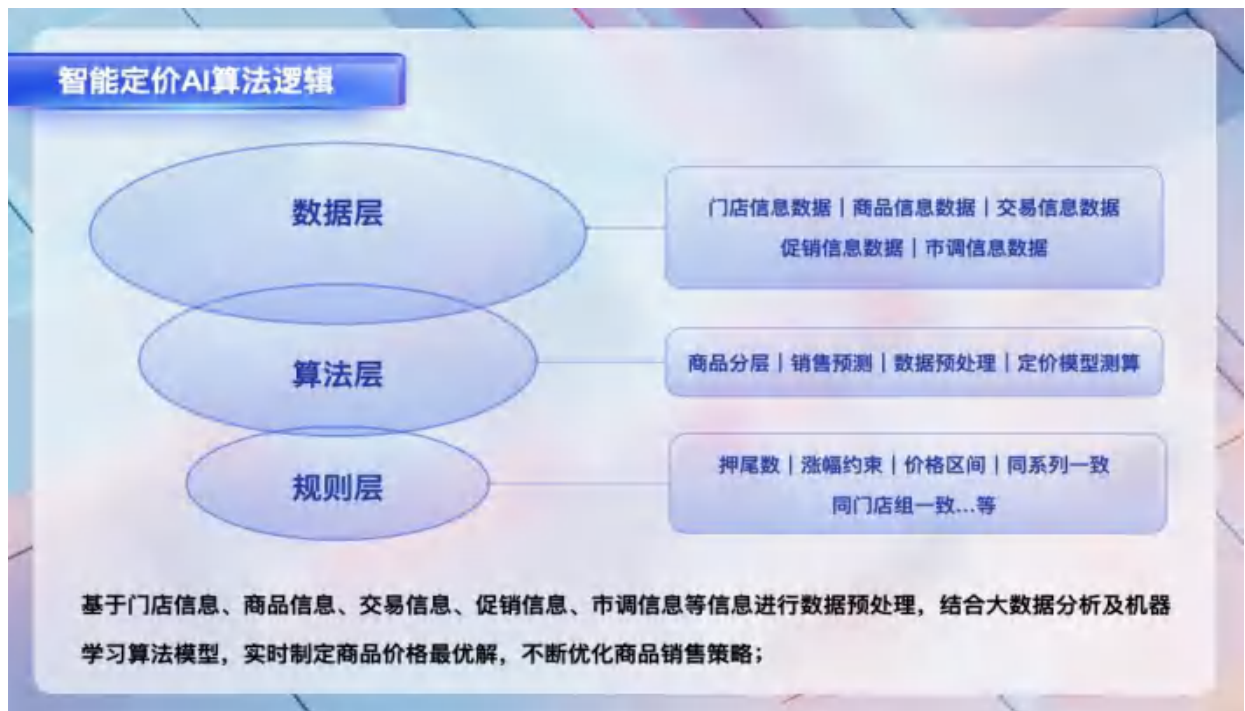 智能定价AI算法逻辑
数据层
门店信息数据｜商品信息数据｜交易信息数据
促销信息数据｜市调信息数据
算法层
商品分层｜销售预测｜数据预处理｜定价模型测算
规则层
押尾数｜涨幅约束｜价格区间｜同系列一致
同门店组一致...等
基于门店信息、商品信息、交易信息、促销信息、市调信息等信息进行数据预处理，结合大数据分析及机器
学习算法模型，实时制定商品价格最优解，不断优化商品销售策略；